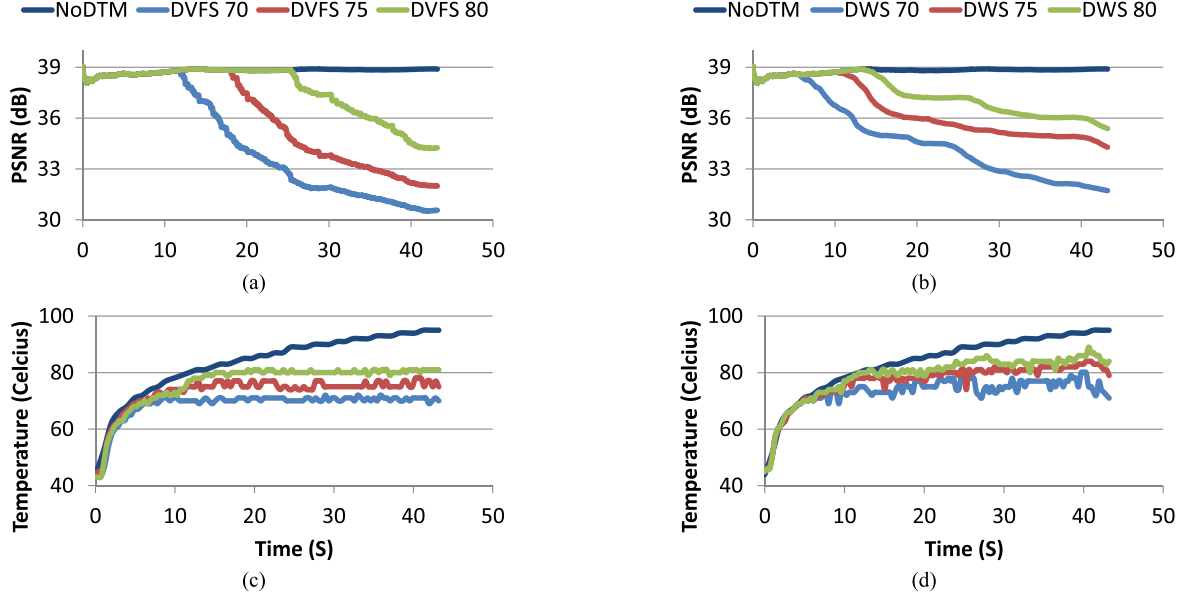 NoDTM DVFS 70 DVFS 75 DVFS 80
PSNR (dB)
39
36
33
30
0 10 20 30 40 50
(a)
NoDTM DWS 70 DWS 75 DWS 80
PSNR (dB)
39
36
33
30
0 10 20 30 40 50
(b)
Temperature (Celcius)
100
80
60
40
0 10 20 30 40 50
Time (S)
(c)
Temperature (Celcius)
100
80
60
40
0 10 20 30 40 50
Time (S)
(d)